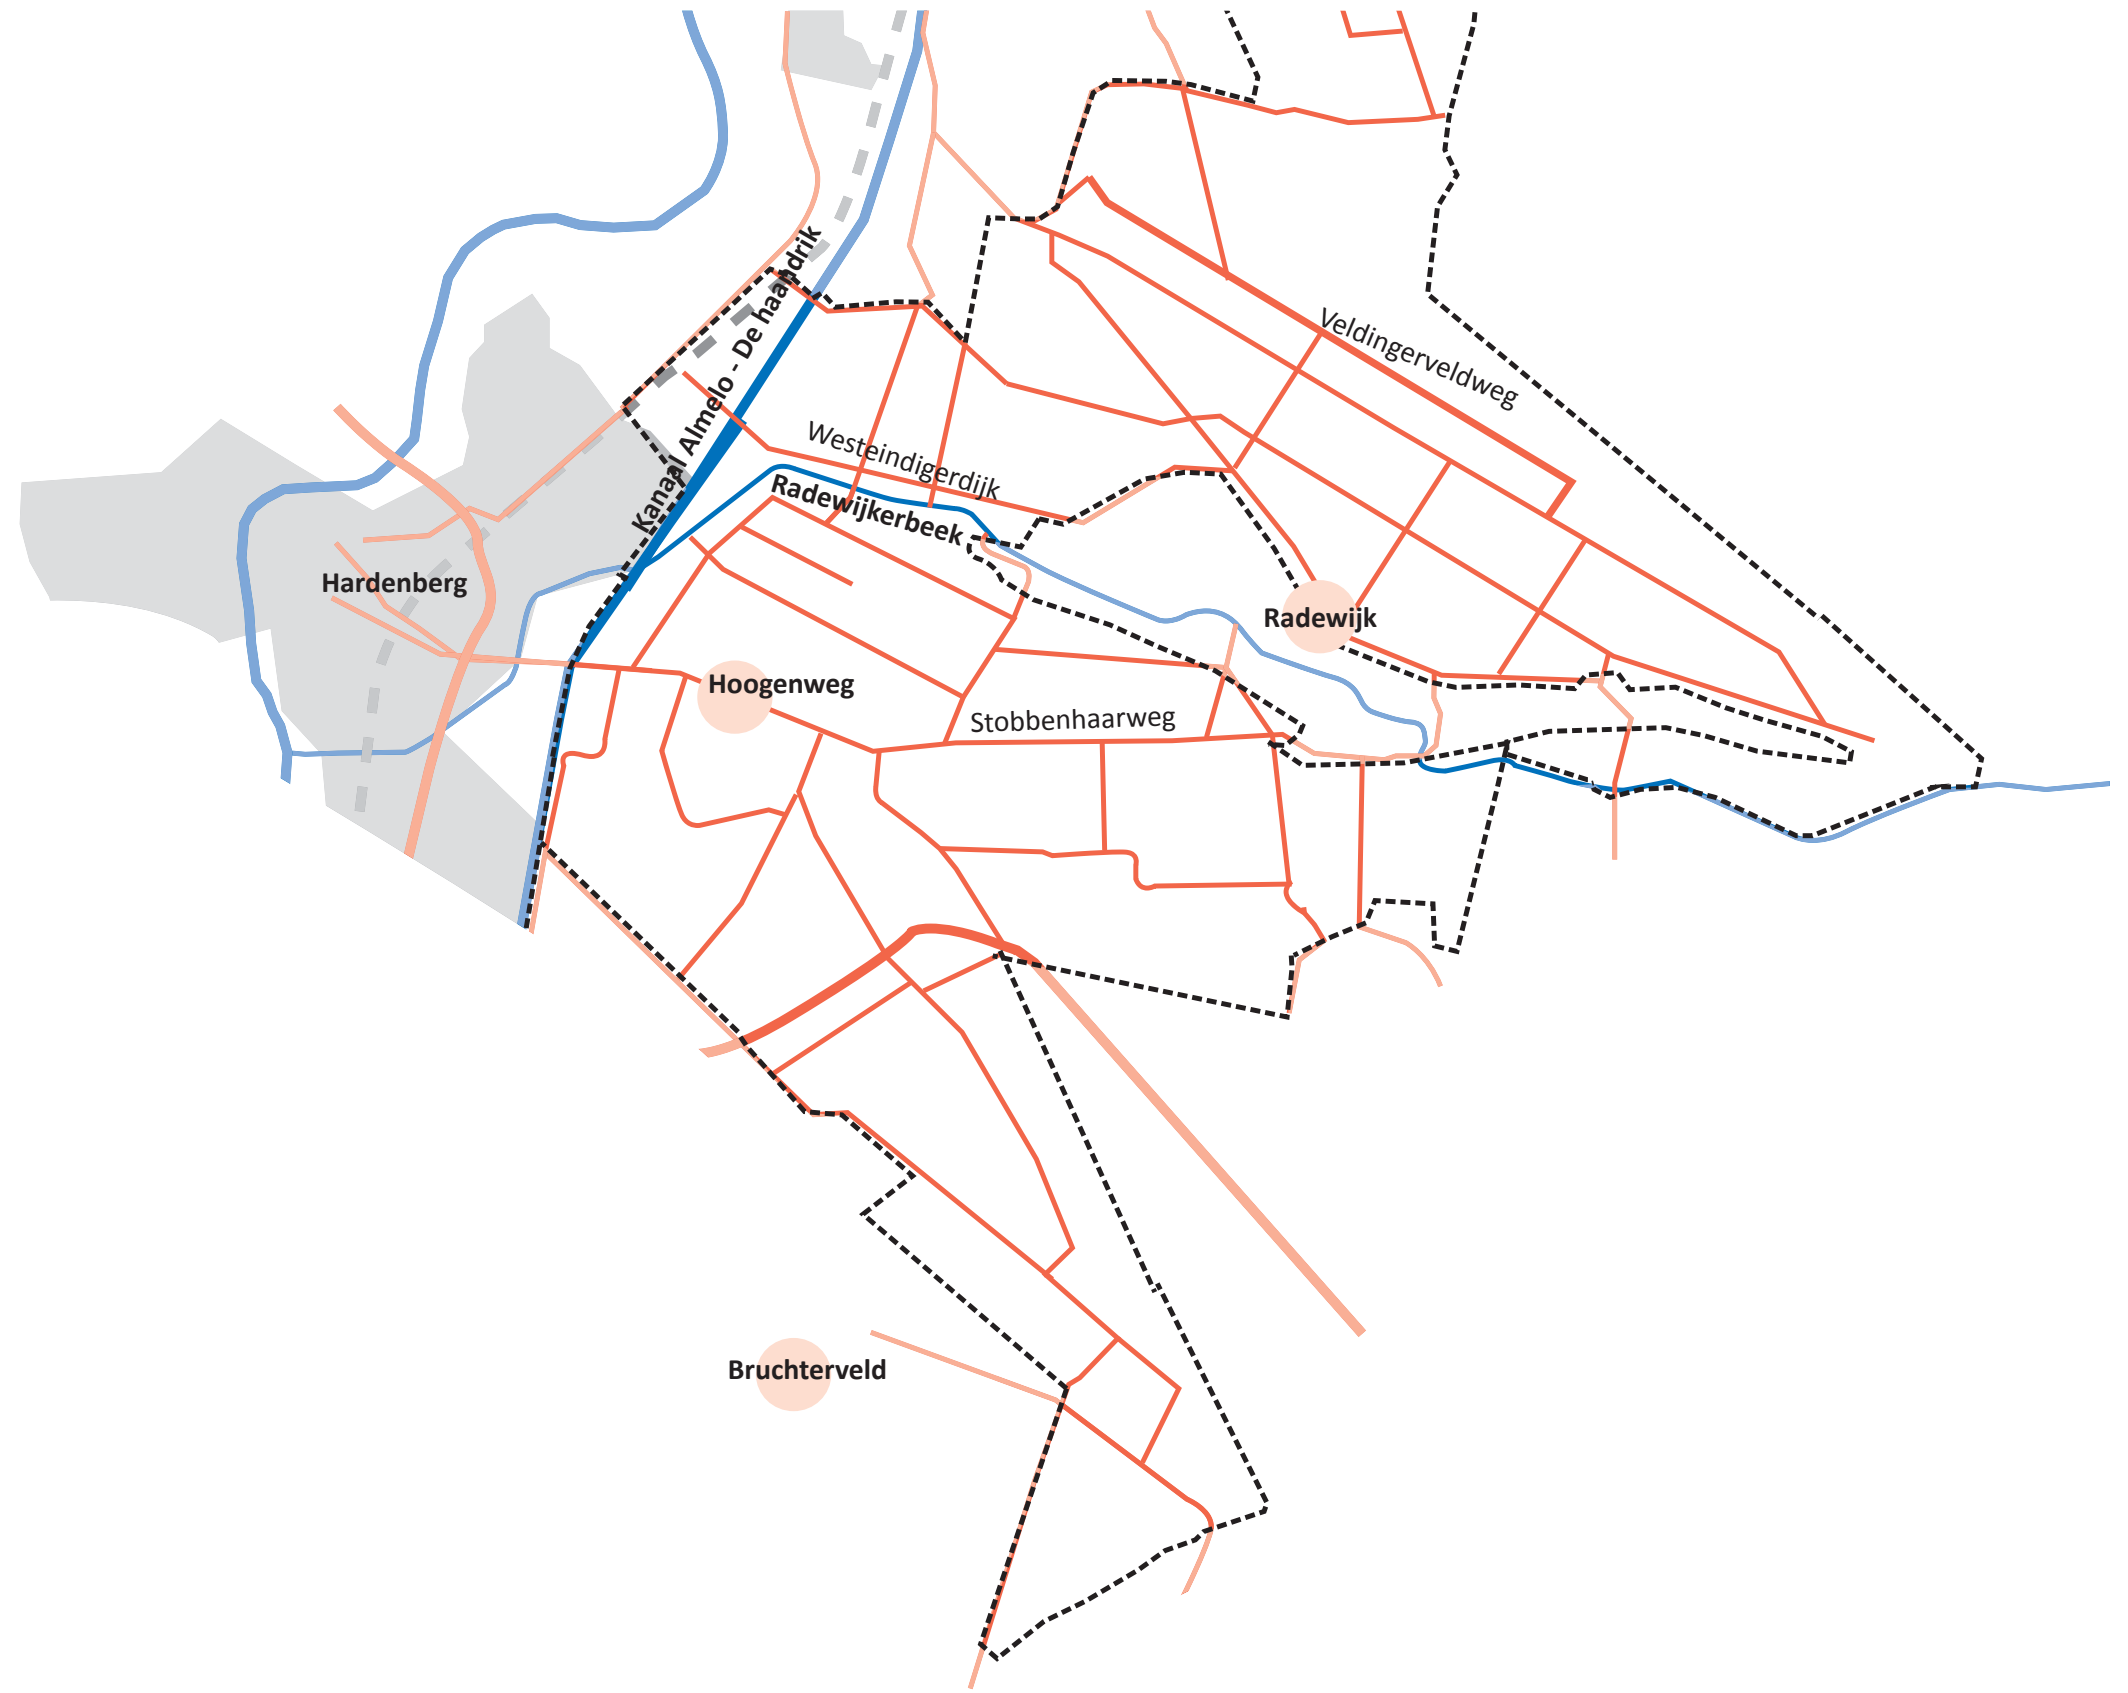 Kanaal Almelo - De haandrik
Veldingerveldweg
Westeindigerdijk
Radewijkerbeek
Hardenberg
Radewijk
Hoogenweg
Stobbenhaarweg
Bruchterveld